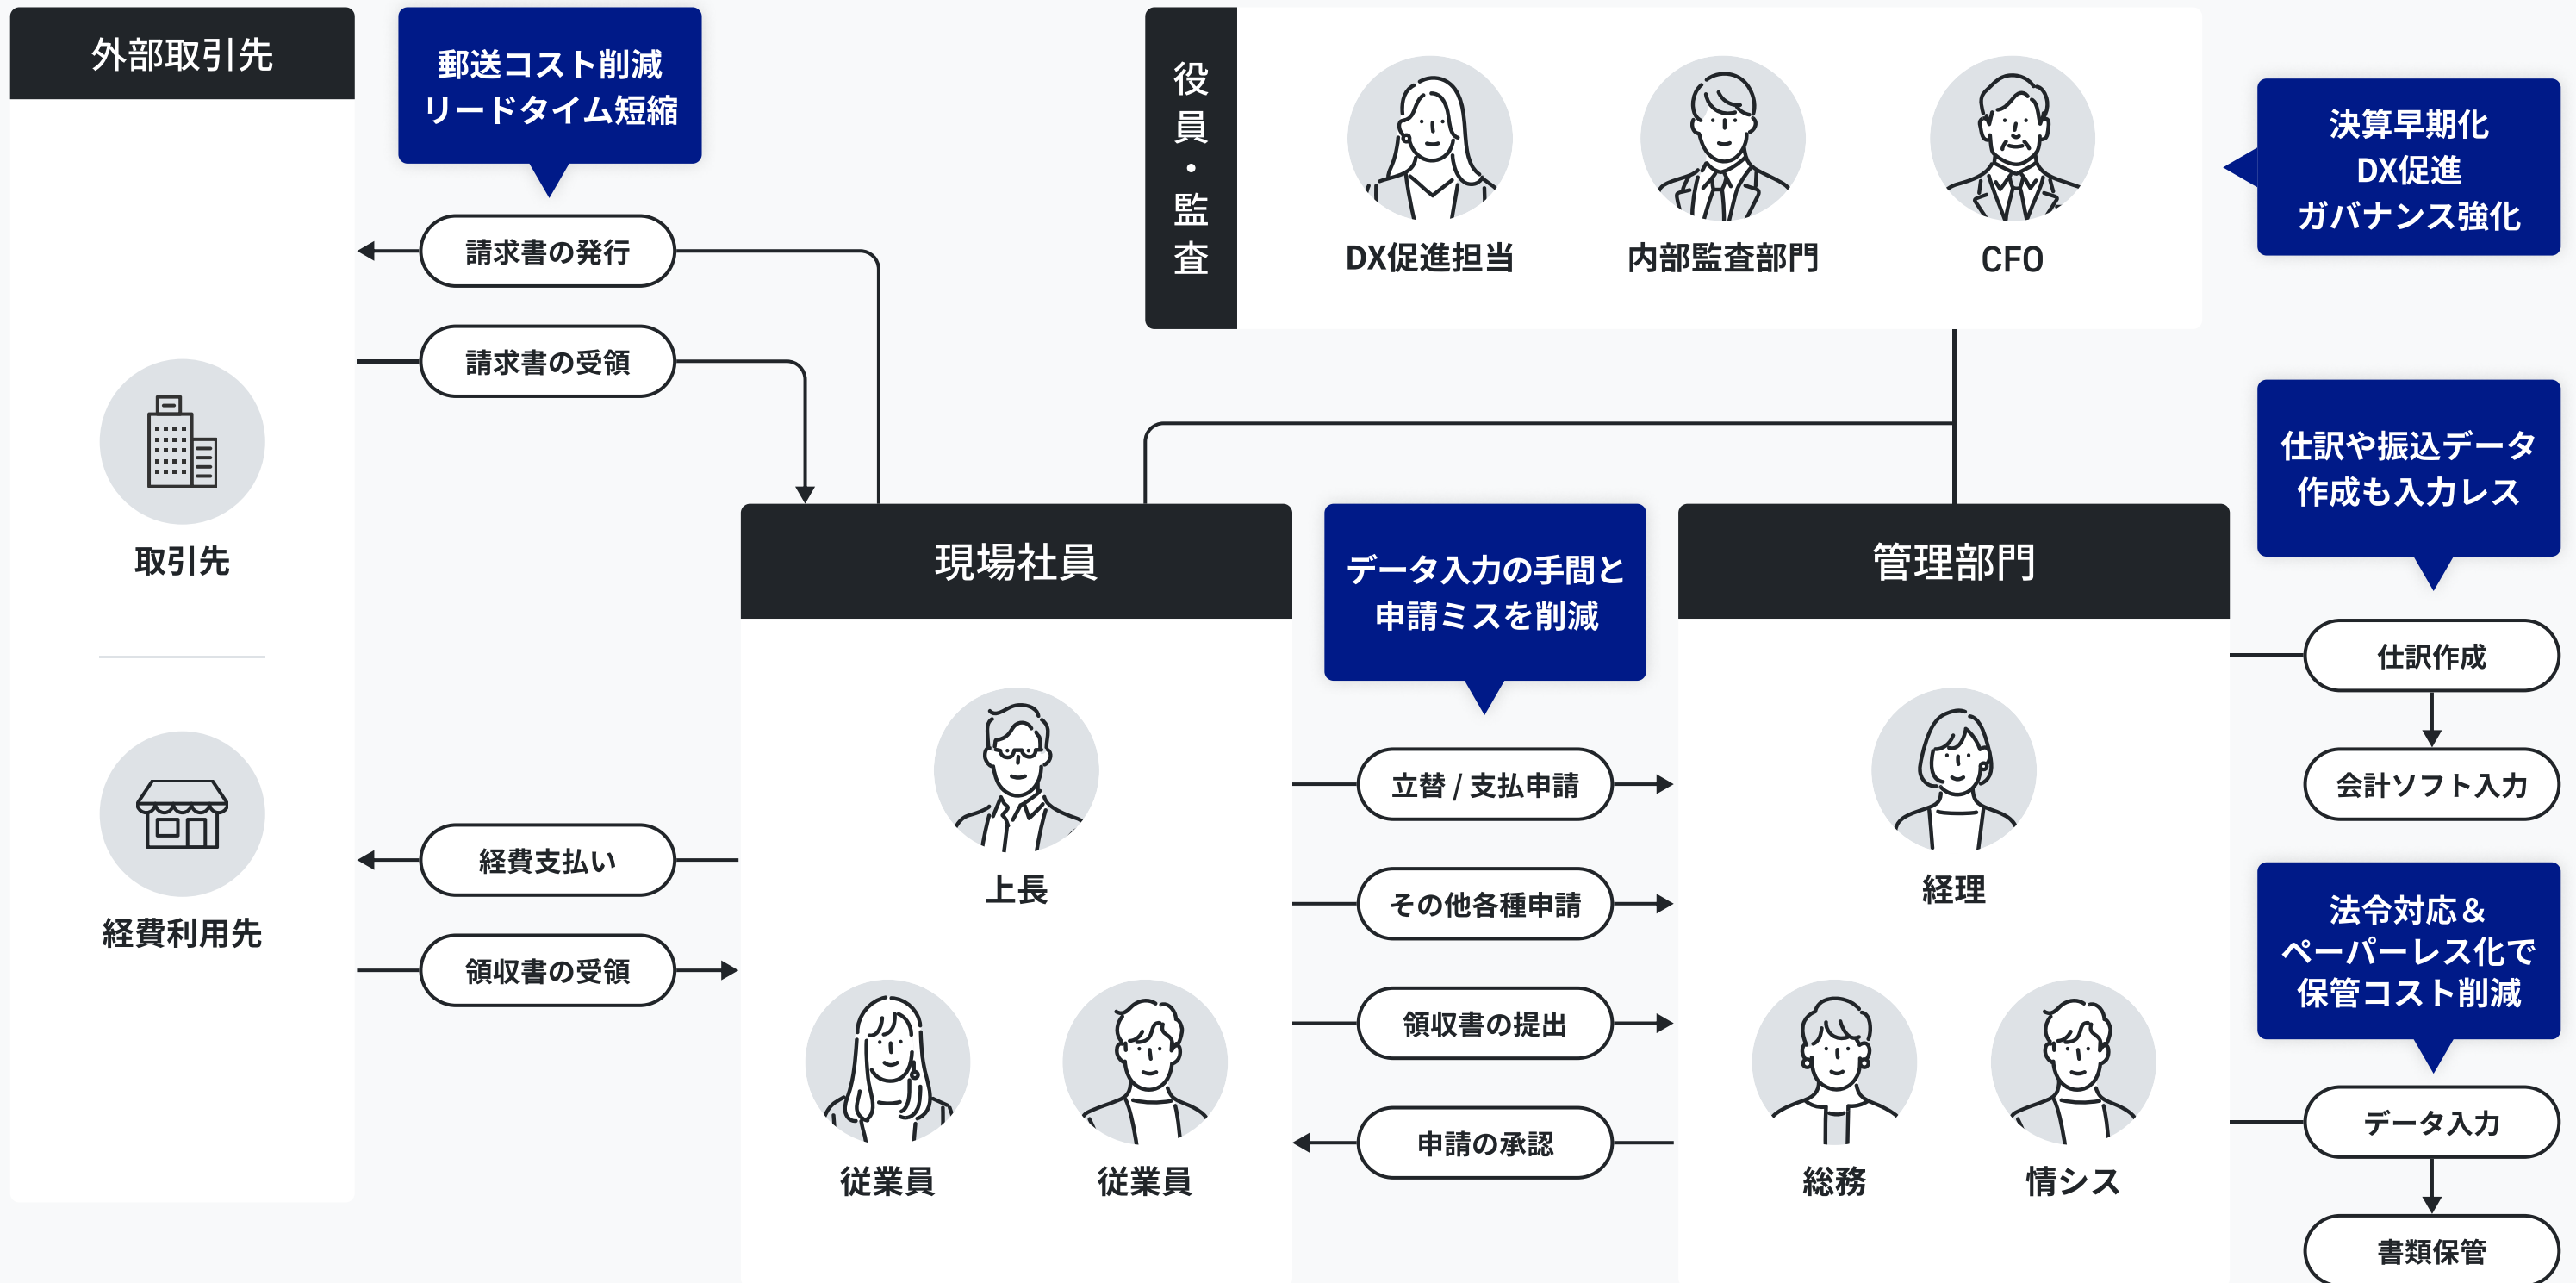 外部取引先
取引先
経費利用先
郵送コスト削減
リードタイム短縮
請求書の発行
請求書の受領
経費支払い
領収書の受領
役員・監査
DX促進担当
内部監査部門
CFO
決算早期化
DX促進
ガバナンス強化
現場社員
上長
従業員
従業員
データ入力の手間と
申請ミスを削減
立替 / 支払申請
その他各種申請
領収書の提出
申請の承認
管理部門
経理
総務
情シス
仕訳や振込データ
作成も入力レス
仕訳作成
会計ソフト入力
法令対応&
ペーパーレス化で
保管コスト削減
データ入力
書類保管